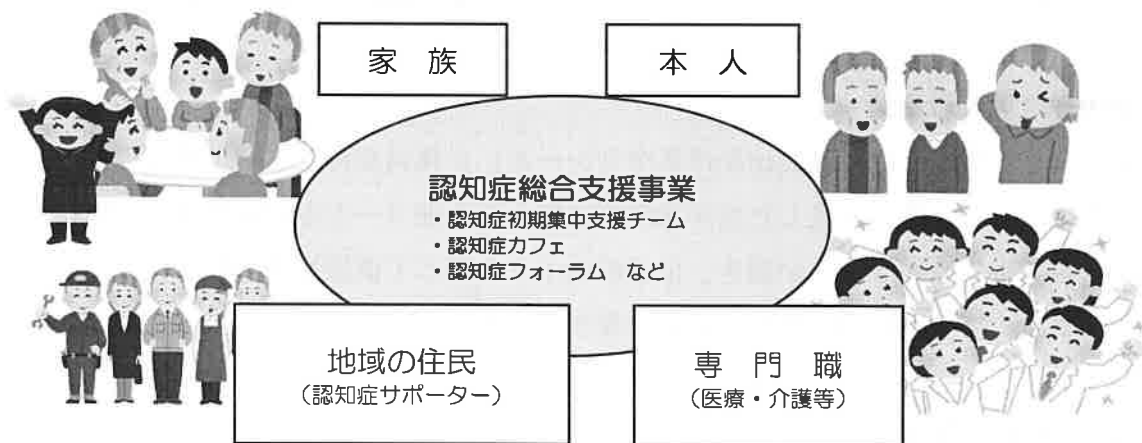 家 族
本 人
認知症総合支援事業
・認知症初期集中支援チーム
・認知症カフェ
・認知症フォーラム など
地域の住民
（認知症サポーター）
専 門 職
（医療・介護等）